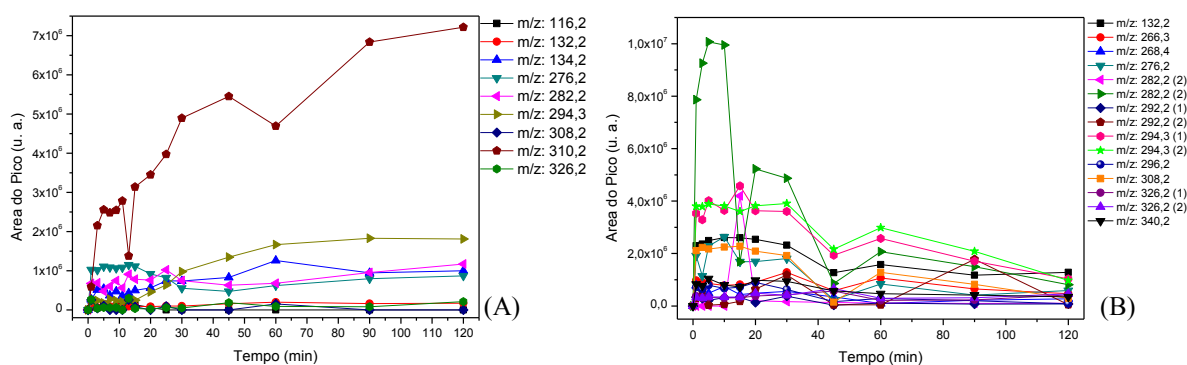 m/z: 116,2
m/z: 132,2
m/z: 134,2
m/z: 276,2
m/z: 282,2
m/z: 294,3
m/z: 308,2
m/z: 310,2
m/z: 326,2
7x10⁶
6x10⁶
5x10⁶
4x10⁶
3x10⁶
2x10⁶
1x10⁶
0
Area do Pico (u. a.)
0 10 20 30 40 50 60 70 80 90 100 110 120
Tempo (min)
(A)
m/z: 132,2
m/z: 266,3
m/z: 268,4
m/z: 276,2
m/z: 282,2 (2)
m/z: 282,2 (2)
m/z: 292,2 (1)
m/z: 292,2 (2)
m/z: 294,3 (1)
m/z: 294,3 (2)
m/z: 296,2
m/z: 308,2
m/z: 326,2 (1)
m/z: 326,2 (2)
m/z: 340,2
1,0x10⁷
8,0x10⁶
6,0x10⁶
4,0x10⁶
2,0x10⁶
0,0
Area do Pico (u. a.)
0 20 40 60 80 100 120
Tempo (min)
(B)